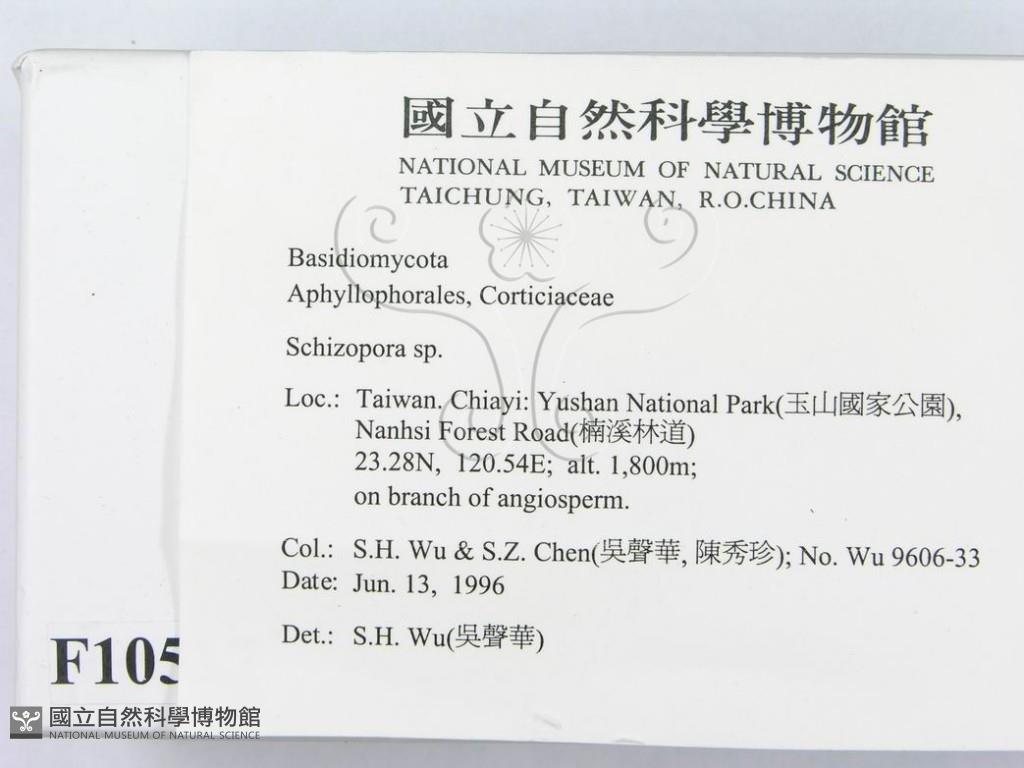 國立自然科學博物館
NATIONAL MUSEUM OF NATURAL SCIENCE
TAICHUNG, TAIWAN, R.O.CHINA
Basidiomycota
Aphyllophorales, Corticiaceae
Schizopora sp.
Loc.: Taiwan. Chiayi: Yushan National Park(玉山國家公園),
Nanhsi Forest Road(楠溪林道)
23.28N, 120.54E; alt. 1,800m;
on branch of angiosperm.
Col.: S.H. Wu & S.Z. Chen(吳聲華, 陳秀珍); No. Wu 9606-33
Date: Jun. 13, 1996
Det.: S.H. Wu(吳聲華)
F105
國立自然科學博物館
NATIONAL MUSEUM OF NATURAL SCIENCE